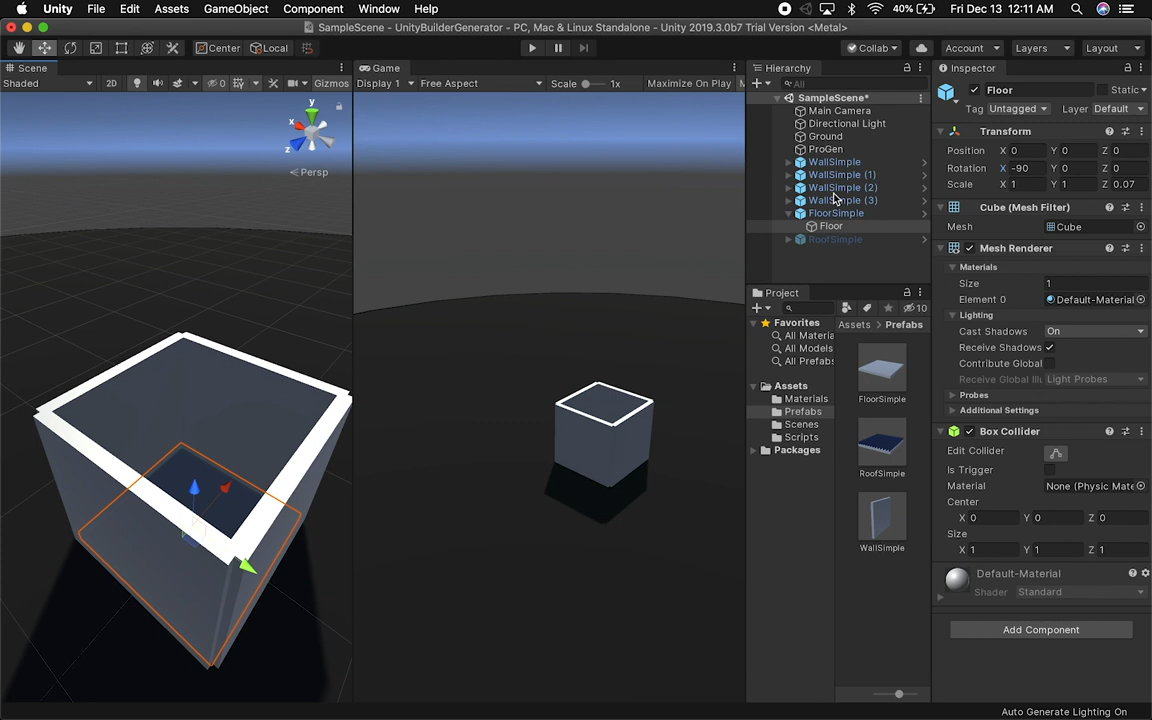 Unity File Edit Assets GameObject Component Window Help 40% Fri Dec 13 12:11 AM
SampleScene - UnityBuilderGenerator - PC, Mac & Linux Standalone - Unity 2019.3.0b7 Trial Version <Metal>
Center Local Collab Account Layers Layout
Scene
Shaded 2D 0 Gizmos
y
x
z
Persp
Game
Display 1 Free Aspect Scale 1x Maximize On Play M
Hierarchy
All
SampleScene*
Main Camera
Directional Light
Ground
ProGen
WallSimple
WallSimple (1)
WallSimple (2)
WallSimple (3)
FloorSimple
Floor
RoofSimple
Project
10
Favorites
All Materia
All Models
All Prefabs
Assets
Materials
Prefabs
Scenes
Scripts
Packages
Assets > Prefabs
FloorSimple
RoofSimple
WallSimple
Inspector
Floor Static
Tag Untagged Layer Default
Transform
Position X 0 Y 0 Z 0
Rotation X -90 Y 0 Z 0
Scale X 1 Y 1 Z 0.07
Cube (Mesh Filter)
Mesh Cube
Mesh Renderer
Materials
Size 1
Element 0 Default-Material
Lighting
Cast Shadows On
Receive Shadows
Contribute Global
Receive Global Illu Light Probes
Probes
Additional Settings
Box Collider
Edit Collider
Is Trigger
Material None (Physic Mate
Center
X 0 Y 0 Z 0
Size
X 1 Y 1 Z 1
Default-Material
Shader Standard
Add Component
Auto Generate Lighting On